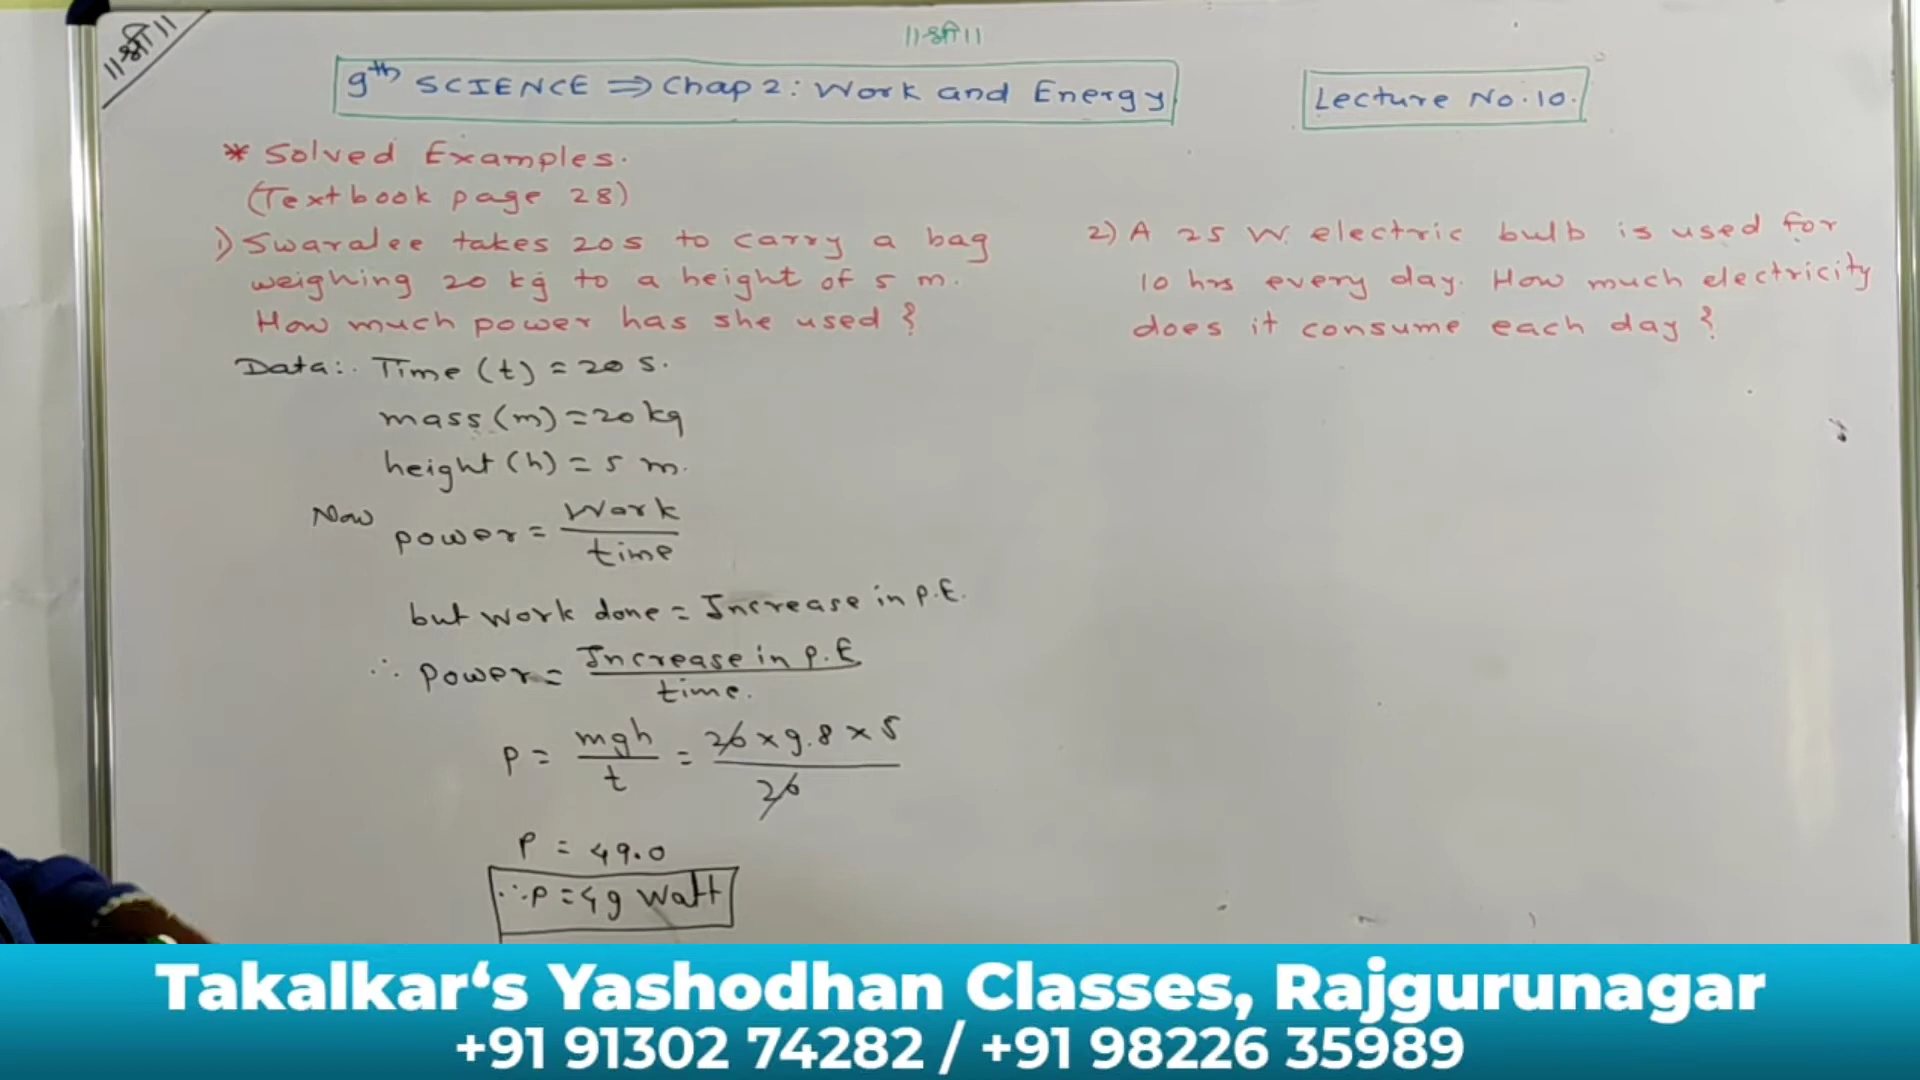 ॥श्री॥
॥श्री॥
9th SCIENCE ⇒ Chap 2: Work and Energy
Lecture No. 10.
* Solved Examples.
(Textbook page 28)
1) Swaralee takes 20 s to carry a bag
weighing 20 kg to a height of 5 m.
How much power has she used ?
Data:. Time (t) = 20 s.
mass (m) = 20 kg
height (h) = 5 m.
Now power = Work / time
but work done = Increase in P.E.
∴ Power = Increase in P.E / time.
P = mgh / t = 20 × 9.8 × 5 / 20
P = 49.0
∴ P = 49 Watt
2) A 25 W. electric bulb is used for
10 hrs every day. How much electricity
does it consume each day ?
Takalkar‘s Yashodhan Classes, Rajgurunagar
+91 91302 74282 / +91 98226 35989